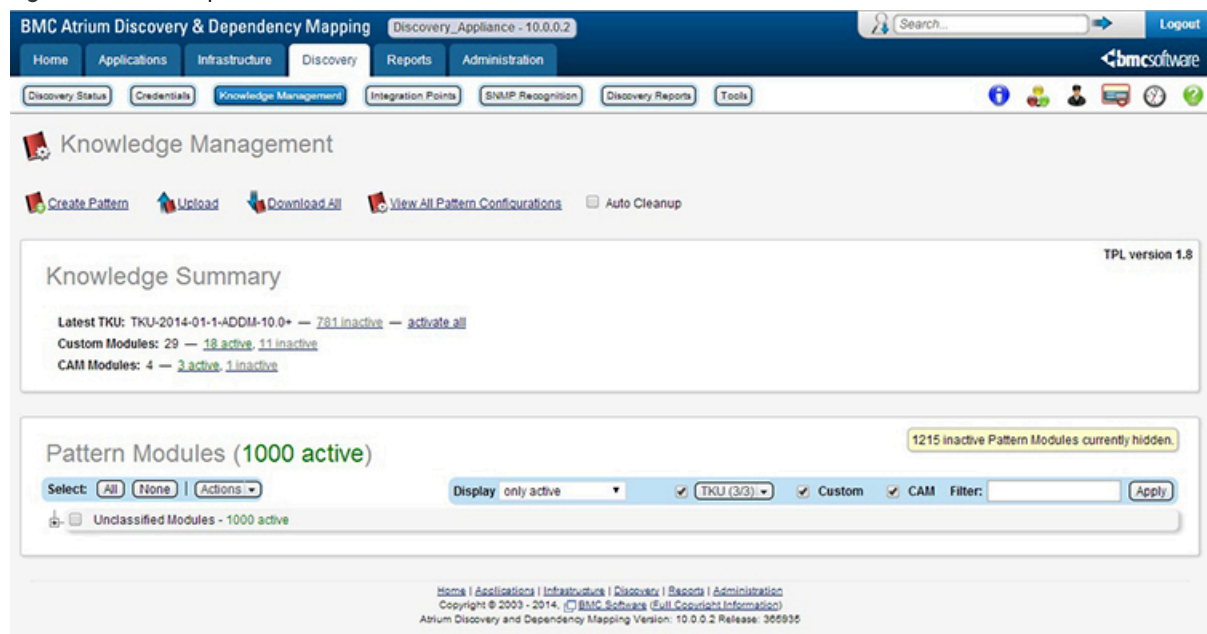 BMC Atrium Discovery & Dependency Mapping Discovery_Appliance - 10.0.0.2 Search... Logout
Home Applications Infrastructure Discovery Reports Administration bmcsoftware
Discovery Status Credentials Knowledge Management Integration Points SNMP Recognition Discovery Reports Tools
Knowledge Management
Create Pattern Upload Download All View All Pattern Configurations Auto Cleanup
TPL version 1.8
Knowledge Summary
Latest TKU: TKU-2014-01-1-ADDM-10.0+ — 781 inactive — activate all
Custom Modules: 29 — 18 active, 11 inactive
CAM Modules: 4 — 3 active, 1 inactive
1215 inactive Pattern Modules currently hidden.
Pattern Modules (1000 active)
Select: All None | Actions Display only active TKU (3/3) Custom CAM Filter: Apply
Unclassified Modules - 1000 active
Home | Applications | Infrastructure | Discovery | Reports | Administration
Copyright © 2003 - 2014, BMC Software (Full Copyright Information)
Atrium Discovery and Dependency Mapping Version: 10.0.0.2 Release: 366936